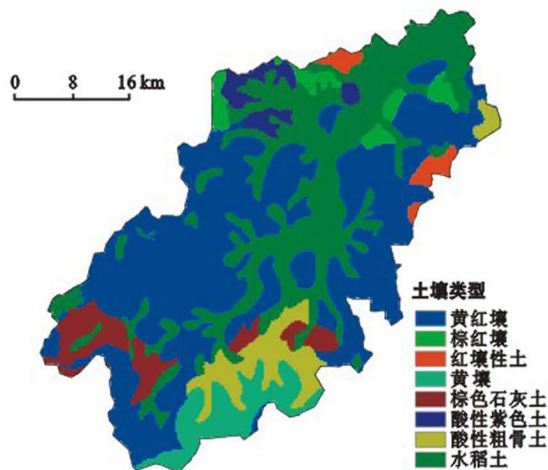 0 8 16 km
土壤类型
黄红壤
棕红壤
红壤性土
黄壤
棕色石灰土
酸性紫色土
酸性粗骨土
水稻土